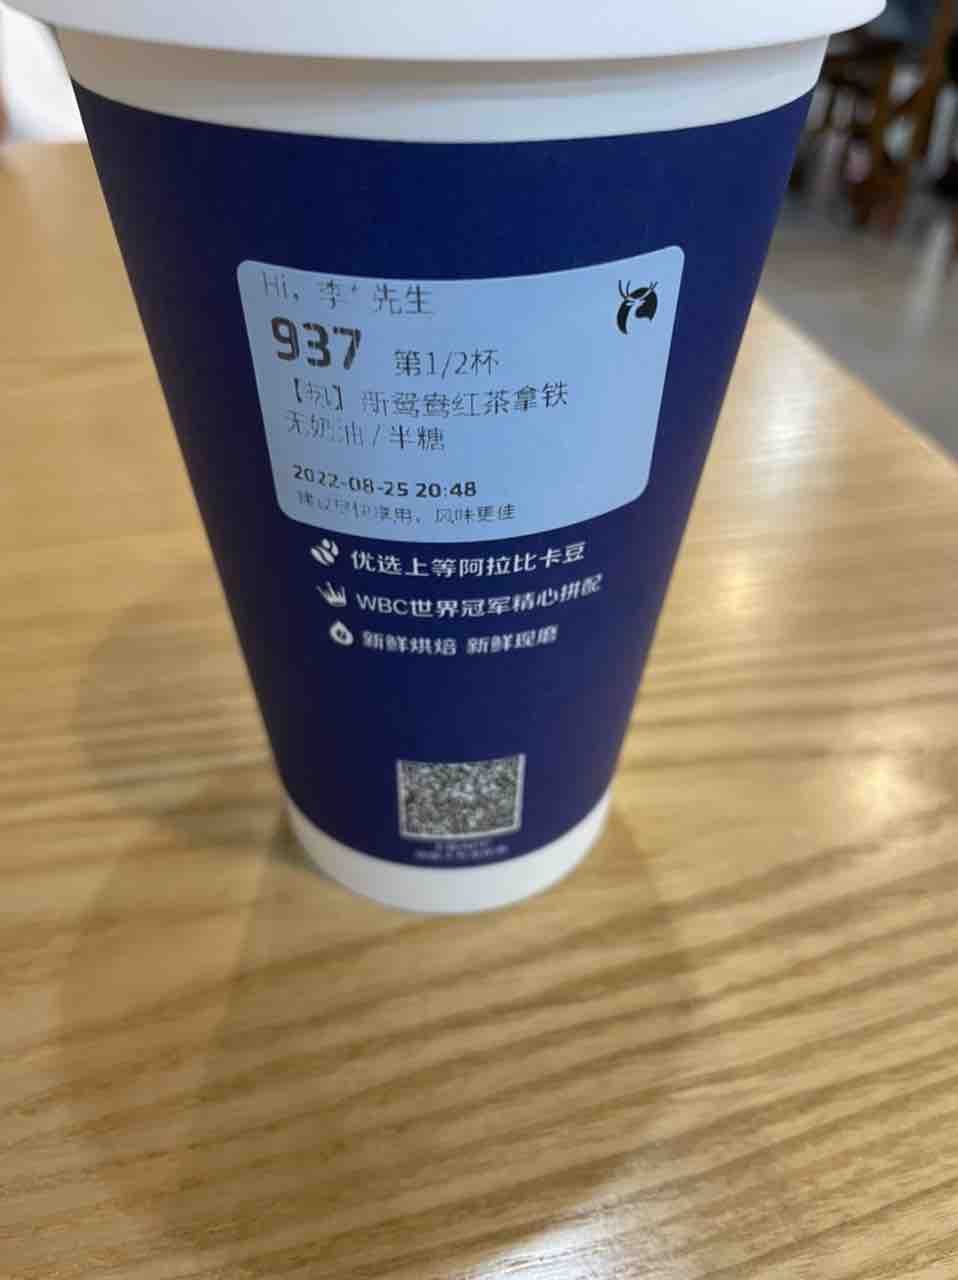 Hi，李*先生
937 第1/2杯
【热】新鸳鸯红茶拿铁
无奶油/半糖
2022-08-25 20:48
建议尽快享用，风味更佳
优选上等阿拉比卡豆
WBC世界冠军精心拼配
新鲜烘焙 新鲜现磨